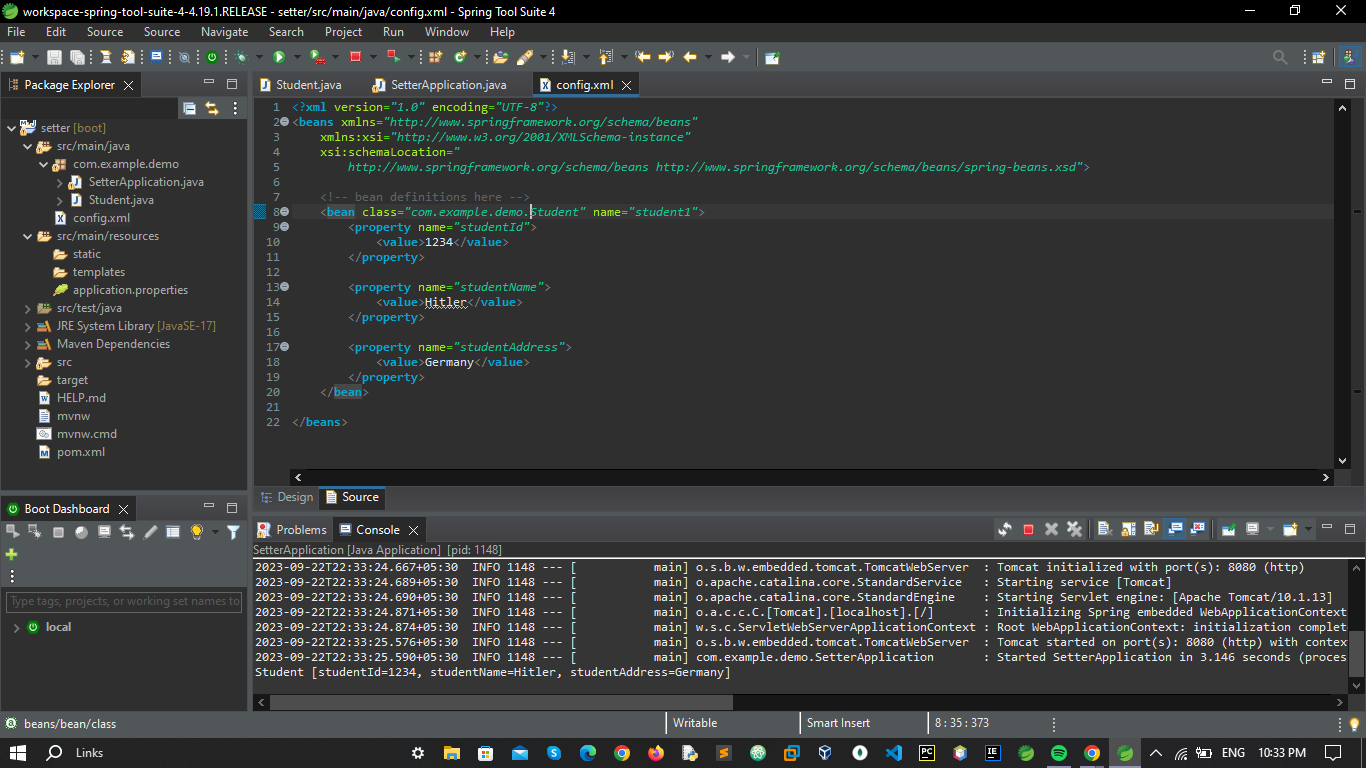 workspace-spring-tool-suite-4-4.19.1.RELEASE - setter/src/main/java/config.xml - Spring Tool Suite 4
File Edit Source Source Navigate Search Project Run Window Help
Package Explorer
setter [boot]
src/main/java
com.example.demo
SetterApplication.java
Student.java
config.xml
src/main/resources
static
templates
application.properties
src/test/java
JRE System Library [JavaSE-17]
Maven Dependencies
src
target
HELP.md
mvnw
mvnw.cmd
pom.xml
Student.java SetterApplication.java config.xml
1 <?xml version="1.0" encoding="UTF-8"?>
2 <beans xmlns="http://www.springframework.org/schema/beans"
3 xmlns:xsi="http://www.w3.org/2001/XMLSchema-instance"
4 xsi:schemaLocation="
5 http://www.springframework.org/schema/beans http://www.springframework.org/schema/beans/spring-beans.xsd">
6
7 <!-- bean definitions here -->
8 <bean class="com.example.demo.Student" name="student1">
9 <property name="studentId">
10 <value>1234</value>
11 </property>
12
13 <property name="studentName">
14 <value>Hitler</value>
15 </property>
16
17 <property name="studentAddress">
18 <value>Germany</value>
19 </property>
20 </bean>
21
22 </beans>
Design Source
Boot Dashboard
Type tags, projects, or working set names to
local
Problems Console
SetterApplication [Java Application] [pid: 1148]
2023-09-22T22:33:24.667+05:30 INFO 1148 --- [ main] o.s.b.w.embedded.tomcat.TomcatWebServer : Tomcat initialized with port(s): 8080 (http)
2023-09-22T22:33:24.689+05:30 INFO 1148 --- [ main] o.apache.catalina.core.StandardService : Starting service [Tomcat]
2023-09-22T22:33:24.690+05:30 INFO 1148 --- [ main] o.apache.catalina.core.StandardEngine : Starting Servlet engine: [Apache Tomcat/10.1.13]
2023-09-22T22:33:24.871+05:30 INFO 1148 --- [ main] o.a.c.c.C.[Tomcat].[localhost].[/] : Initializing Spring embedded WebApplicationContext
2023-09-22T22:33:24.874+05:30 INFO 1148 --- [ main] w.s.c.ServletWebServerApplicationContext : Root WebApplicationContext: initialization complet
2023-09-22T22:33:25.576+05:30 INFO 1148 --- [ main] o.s.b.w.embedded.tomcat.TomcatWebServer : Tomcat started on port(s): 8080 (http) with contex
2023-09-22T22:33:25.590+05:30 INFO 1148 --- [ main] com.example.demo.SetterApplication : Started SetterApplication in 3.146 seconds (proces
Student [studentId=1234, studentName=Hitler, studentAddress=Germany]
beans/bean/class Writable Smart Insert 8 : 35 : 373
Links ENG 10:33 PM